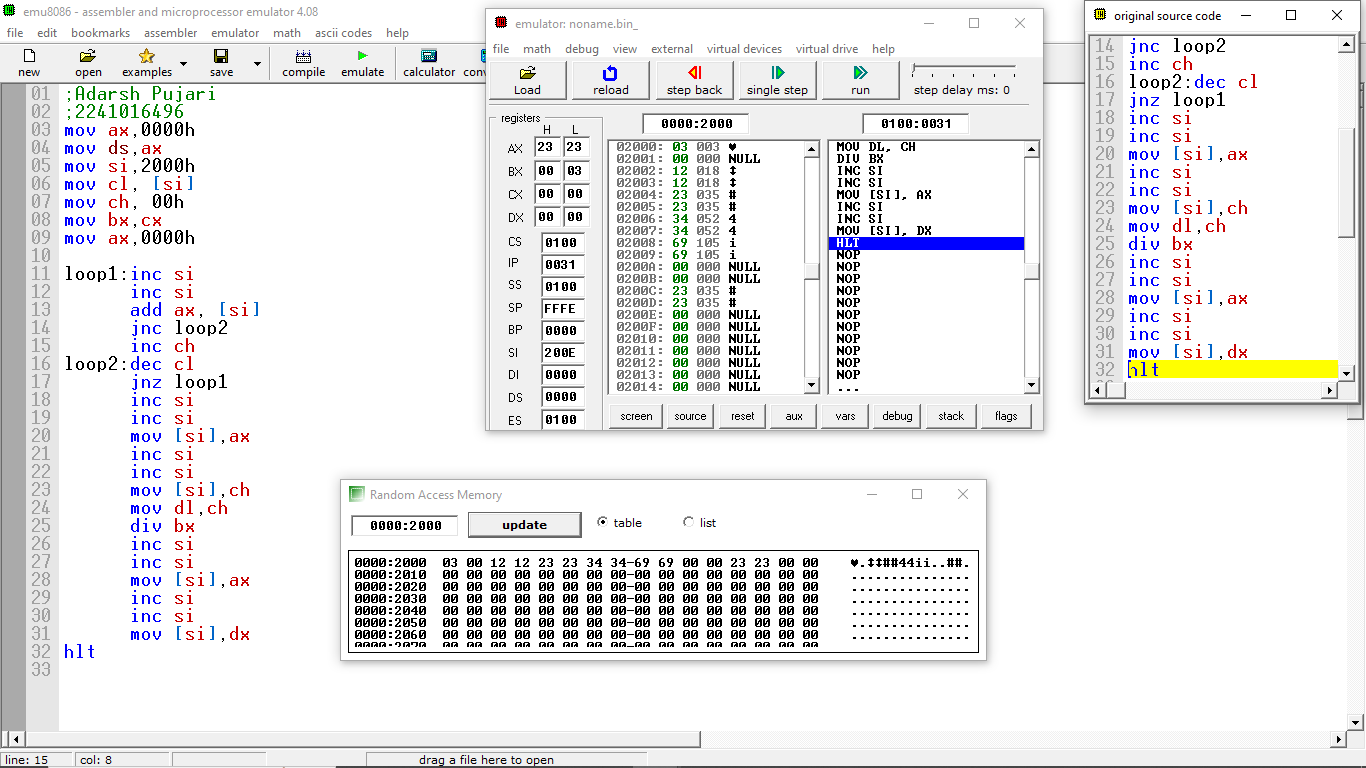 emu8086 - assembler and microprocessor emulator 4.08
file edit bookmarks assembler emulator math ascii codes help
new open examples save compile emulate calculator conv
01 ;Adarsh Pujari
02 ;2241016496
03 mov ax,0000h
04 mov ds,ax
05 mov si,2000h
06 mov cl, [si]
07 mov ch, 00h
08 mov bx,cx
09 mov ax,0000h
10
11 loop1:inc si
12 inc si
13 add ax, [si]
14 jnc loop2
15 inc ch
16 loop2:dec cl
17 jnz loop1
18 inc si
19 inc si
20 mov [si],ax
21 inc si
22 inc si
23 mov [si],ch
24 mov dl,ch
25 div bx
26 inc si
27 inc si
28 mov [si],ax
29 inc si
30 inc si
31 mov [si],dx
32 hlt
33
line: 15 col: 8 drag a file here to open
emulator: noname.bin_
file math debug view external virtual devices virtual drive help
Load reload step back single step run step delay ms: 0
registers 0000:2000 0100:0031
H L
AX 23 23
BX 00 03
CX 00 00
DX 00 00
CS 0100
IP 0031
SS 0100
SP FFFE
BP 0000
SI 200E
DI 0000
DS 0000
ES 0100
02000: 03 003 ♥
02001: 00 000 NULL
02002: 12 018 ↕
02003: 12 018 ↕
02004: 23 035 #
02005: 23 035 #
02006: 34 052 4
02007: 34 052 4
02008: 69 105 i
02009: 69 105 i
0200A: 00 000 NULL
0200B: 00 000 NULL
0200C: 23 035 #
0200D: 23 035 #
0200E: 00 000 NULL
0200F: 00 000 NULL
02010: 00 000 NULL
02011: 00 000 NULL
02012: 00 000 NULL
02013: 00 000 NULL
02014: 00 000 NULL
MOV DL, CH
DIV BX
INC SI
INC SI
MOV [SI], AX
INC SI
INC SI
MOV [SI], DX
HLT
NOP
NOP
NOP
NOP
NOP
NOP
NOP
NOP
NOP
NOP
NOP
...
screen source reset aux vars debug stack flags
original source code
14 jnc loop2
15 inc ch
16 loop2:dec cl
17 jnz loop1
18 inc si
19 inc si
20 mov [si],ax
21 inc si
22 inc si
23 mov [si],ch
24 mov dl,ch
25 div bx
26 inc si
27 inc si
28 mov [si],ax
29 inc si
30 inc si
31 mov [si],dx
32 hlt
Random Access Memory
0000:2000 update table list
0000:2000 03 00 12 12 23 23 34 34-69 69 00 00 23 23 00 00 ♥.↕↕##44ii..##.
0000:2010 00 00 00 00 00 00 00 00-00 00 00 00 00 00 00 00 ...............
0000:2020 00 00 00 00 00 00 00 00-00 00 00 00 00 00 00 00 ...............
0000:2030 00 00 00 00 00 00 00 00-00 00 00 00 00 00 00 00 ...............
0000:2040 00 00 00 00 00 00 00 00-00 00 00 00 00 00 00 00 ...............
0000:2050 00 00 00 00 00 00 00 00-00 00 00 00 00 00 00 00 ...............
0000:2060 00 00 00 00 00 00 00 00-00 00 00 00 00 00 00 00 ...............